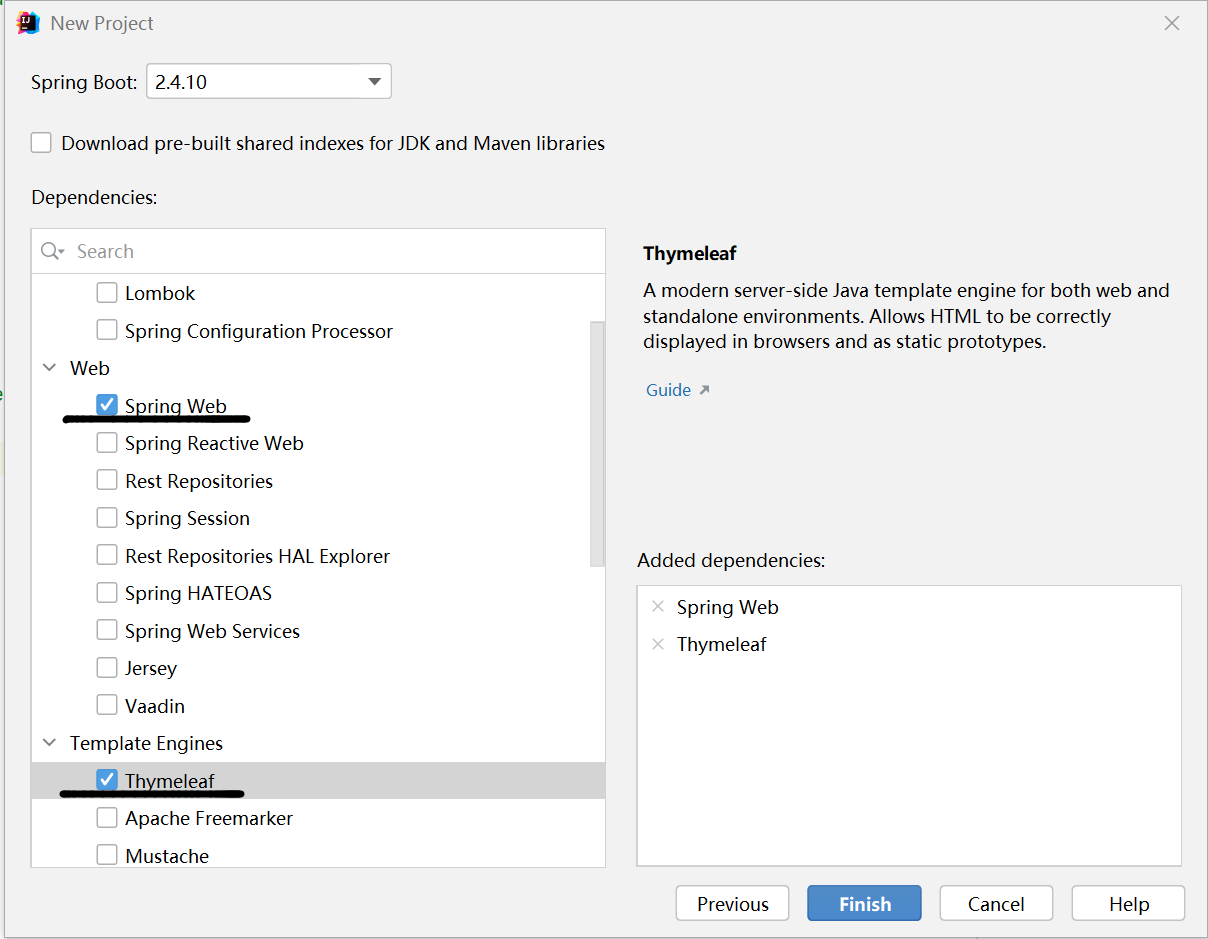 New Project
Spring Boot: 2.4.10
Download pre-built shared indexes for JDK and Maven libraries
Dependencies:
Search
Lombok
Spring Configuration Processor
Web
Spring Web
Spring Reactive Web
Rest Repositories
Spring Session
Rest Repositories HAL Explorer
Spring HATEOAS
Spring Web Services
Jersey
Vaadin
Template Engines
Thymeleaf
Apache Freemarker
Mustache
Thymeleaf
A modern server-side Java template engine for both web and
standalone environments. Allows HTML to be correctly
displayed in browsers and as static prototypes.
Guide
Added dependencies:
Spring Web
Thymeleaf
Previous
Finish
Cancel
Help